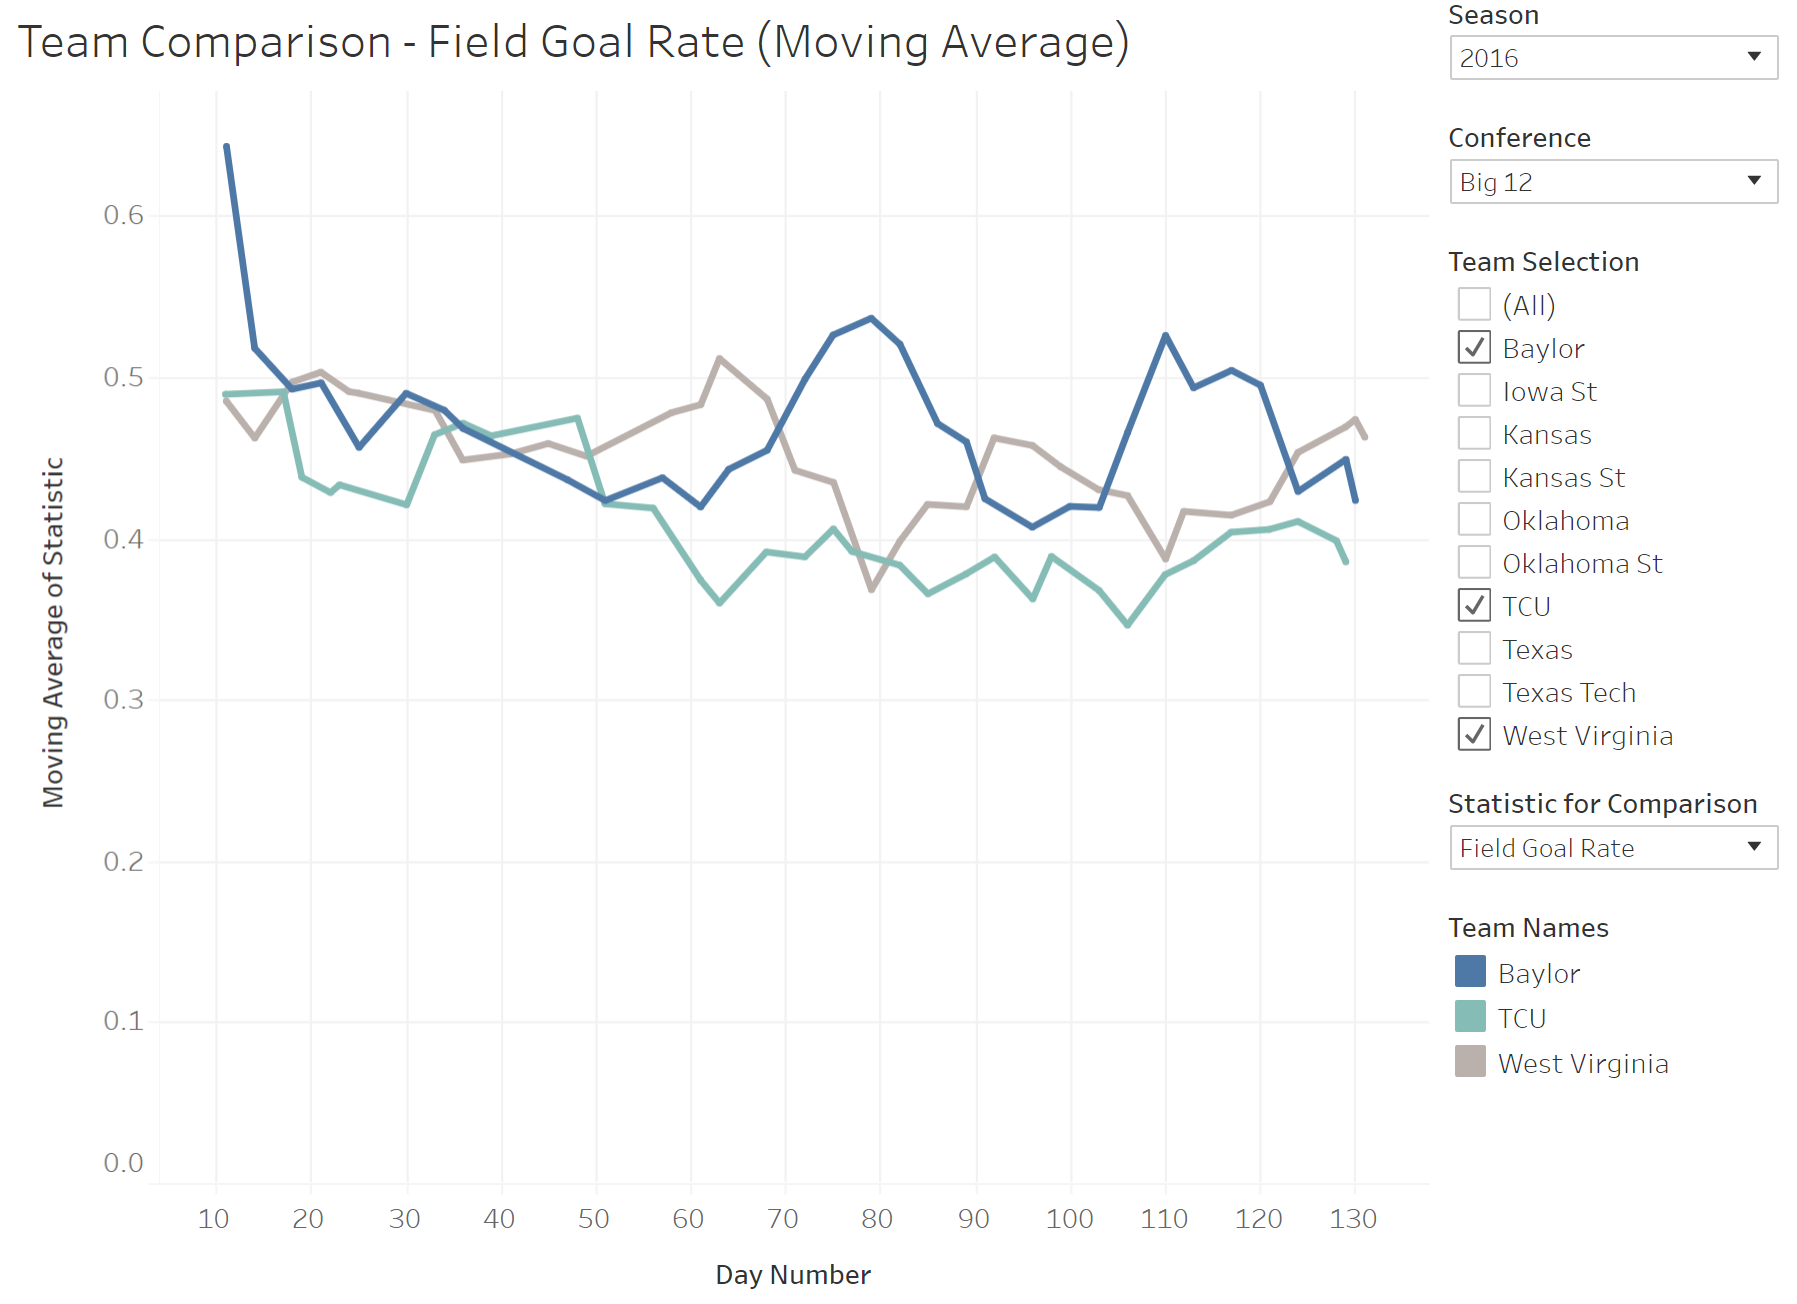 Team Comparison - Field Goal Rate (Moving Average)
Moving Average of Statistic
0.6
0.5
0.4
0.3
0.2
0.1
0.0
10 20 30 40 50 60 70 80 90 100 110 120 130
Day Number
Season
2016
Conference
Big 12
Team Selection
(All)
Baylor
Iowa St
Kansas
Kansas St
Oklahoma
Oklahoma St
TCU
Texas
Texas Tech
West Virginia
Statistic for Comparison
Field Goal Rate
Team Names
Baylor
TCU
West Virginia